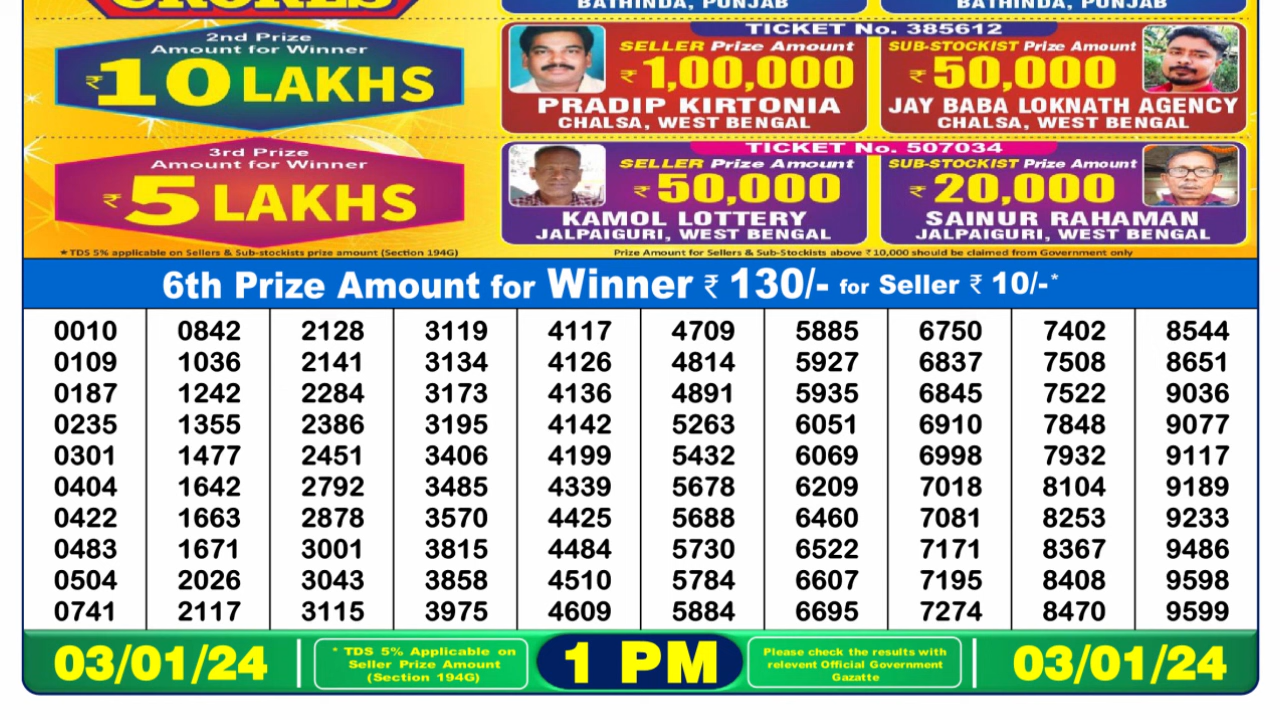 CRORES
BATHINDA, PUNJAB
BATHINDA, PUNJAB
2nd Prize
Amount for Winner
₹10 LAKHS
TICKET No. 385612
SELLER Prize Amount
₹1,00,000
PRADIP KIRTONIA
CHALSA, WEST BENGAL
SUB-STOCKIST Prize Amount
₹50,000
JAY BABA LOKNATH AGENCY
CHALSA, WEST BENGAL
3rd Prize
Amount for Winner
₹5 LAKHS
TICKET No. 507034
SELLER Prize Amount
₹50,000
KAMOL LOTTERY
JALPAIGURI, WEST BENGAL
SUB-STOCKIST Prize Amount
₹20,000
SAINUR RAHAMAN
JALPAIGURI, WEST BENGAL
* TDS 5% applicable on Sellers & Sub-stockists prize amount (Section 194G)
Prize Amount for Sellers & Sub-Stockists above ₹10,000 should be claimed from Government only
6th Prize Amount for Winner ₹ 130/- for Seller ₹ 10/-*
0010 0842 2128 3119 4117 4709 5885 6750 7402 8544
0109 1036 2141 3134 4126 4814 5927 6837 7508 8651
0187 1242 2284 3173 4136 4891 5935 6845 7522 9036
0235 1355 2386 3195 4142 5263 6051 6910 7848 9077
0301 1477 2451 3406 4199 5432 6069 6998 7932 9117
0404 1642 2792 3485 4339 5678 6209 7018 8104 9189
0422 1663 2878 3570 4425 5688 6460 7081 8253 9233
0483 1671 3001 3815 4484 5730 6522 7171 8367 9486
0504 2026 3043 3858 4510 5784 6607 7195 8408 9598
0741 2117 3115 3975 4609 5884 6695 7274 8470 9599
03/01/24
* TDS 5% Applicable on
Seller Prize Amount
(Section 194G)
1 PM
Please check the results with
relevent Official Government
Gazatte
03/01/24